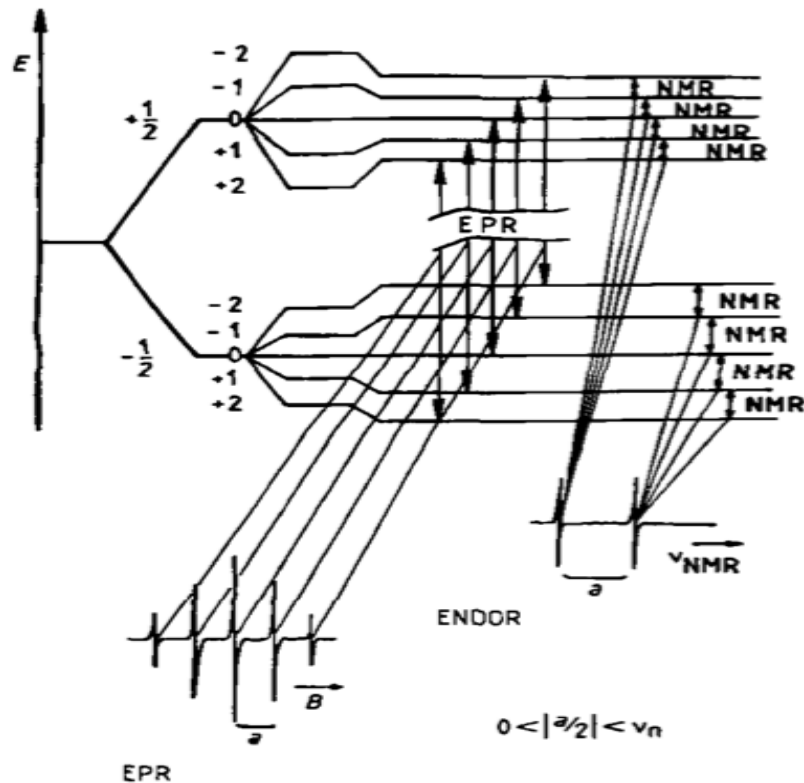 E
- 2
- 1
+½
0
+1
+2
NMR
NMR
NMR
NMR
EPR
- 2
- 1
-½
0
+1
+2
NMR
NMR
NMR
NMR
νNMR
a
ENDOR
B
a
0 < |a/2| < νn
EPR